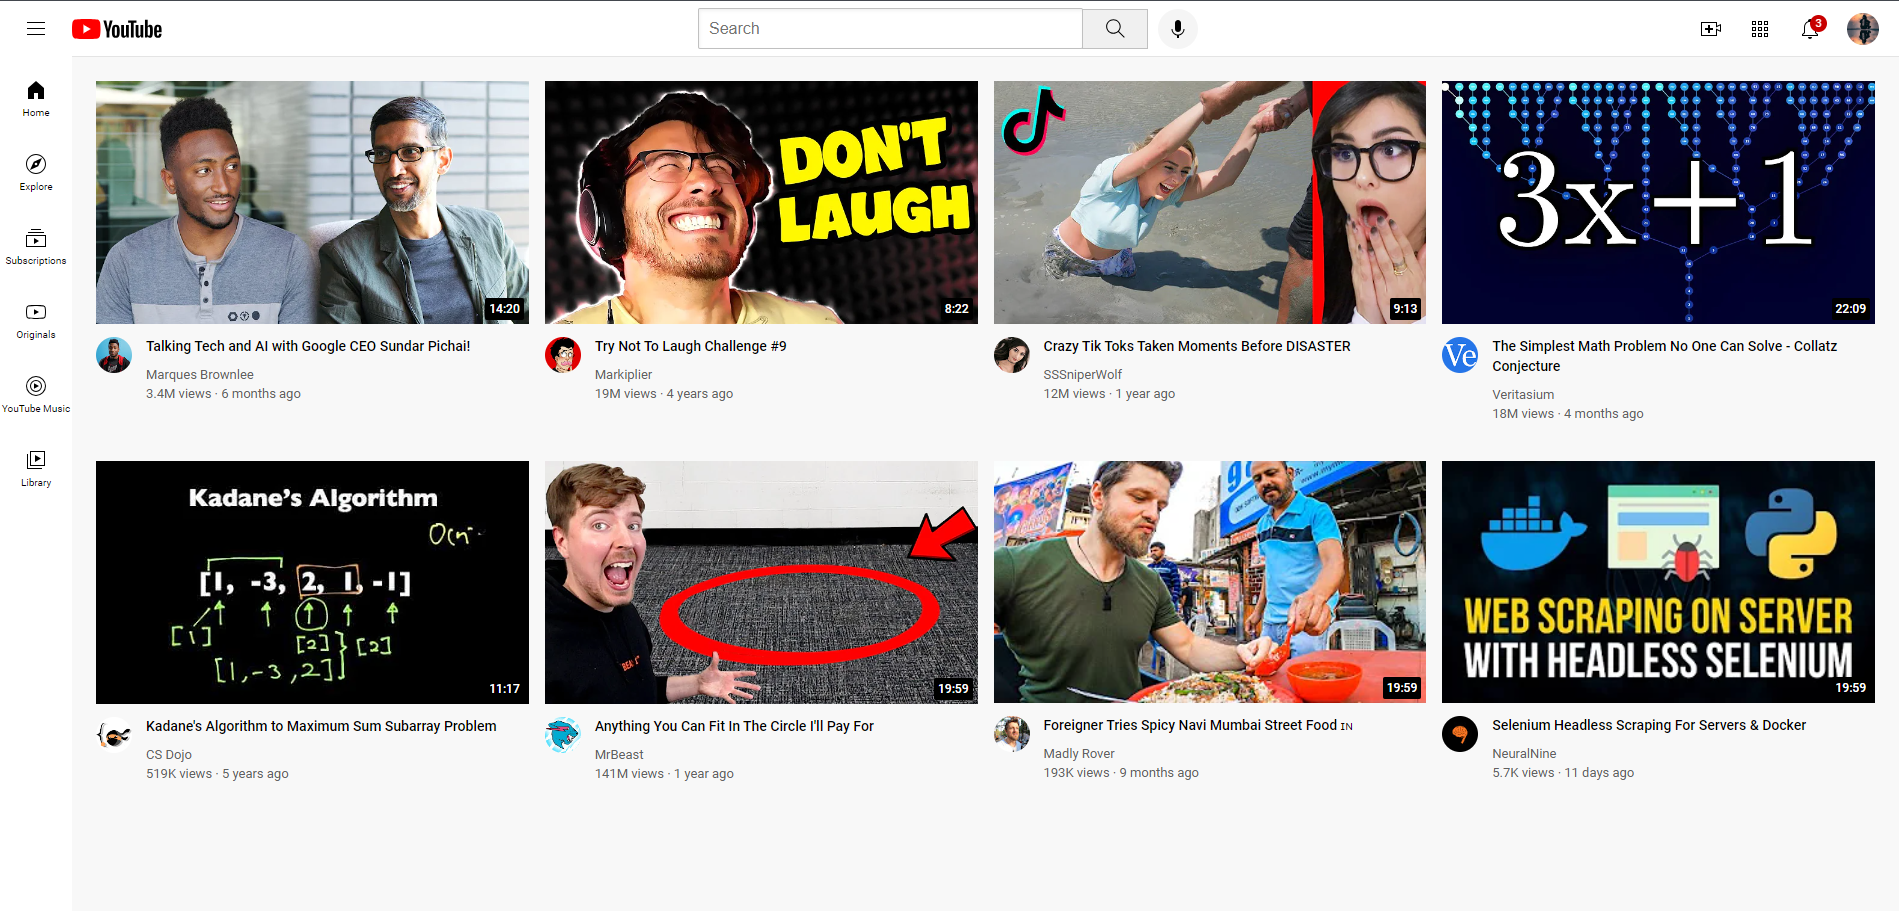 YouTube
Search
3
Home
Explore
Subscriptions
Originals
YouTube Music
Library
14:20
Talking Tech and AI with Google CEO Sundar Pichai!
Marques Brownlee
3.4M views · 6 months ago
DON'T
LAUGH
8:22
Try Not To Laugh Challenge #9
Markiplier
19M views · 4 years ago
9:13
Crazy Tik Toks Taken Moments Before DISASTER
SSSniperWolf
12M views · 1 year ago
3x+1
22:09
Ve
The Simplest Math Problem No One Can Solve - Collatz
Conjecture
Veritasium
18M views · 4 months ago
Kadane's Algorithm
[1, -3, 2, 1, -1]
[1]
[2]
[2]
[1, -3, 2]
11:17
Kadane's Algorithm to Maximum Sum Subarray Problem
CS Dojo
519K views · 5 years ago
19:59
Anything You Can Fit In The Circle I'll Pay For
MrBeast
141M views · 1 year ago
19:59
Foreigner Tries Spicy Navi Mumbai Street Food IN
Madly Rover
193K views · 9 months ago
WEB SCRAPING ON SERVER
WITH HEADLESS SELENIUM
19:59
Selenium Headless Scraping For Servers & Docker
NeuralNine
5.7K views · 11 days ago